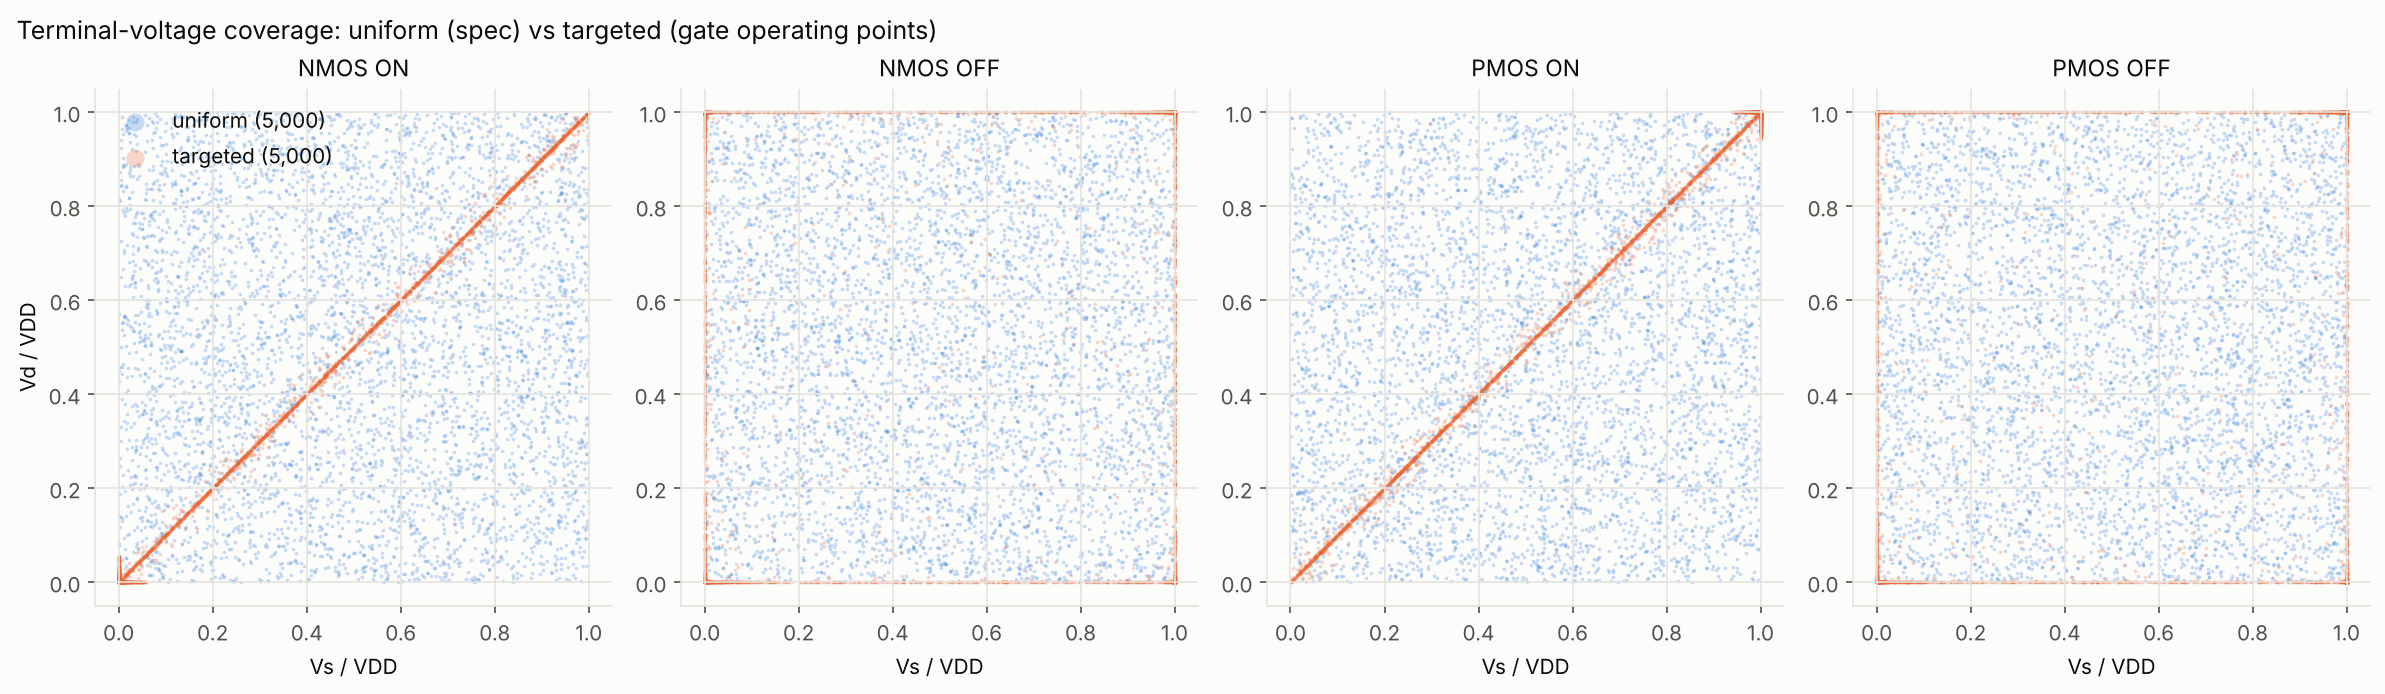 Terminal-voltage coverage: uniform (spec) vs targeted (gate operating points)
NMOS ON
uniform (5,000)
targeted (5,000)
Vd / VDD
1.0
0.8
0.6
0.4
0.2
0.0
0.0 0.2 0.4 0.6 0.8 1.0
Vs / VDD
NMOS OFF
1.0
0.8
0.6
0.4
0.2
0.0
0.0 0.2 0.4 0.6 0.8 1.0
Vs / VDD
PMOS ON
1.0
0.8
0.6
0.4
0.2
0.0
0.0 0.2 0.4 0.6 0.8 1.0
Vs / VDD
PMOS OFF
1.0
0.8
0.6
0.4
0.2
0.0
0.0 0.2 0.4 0.6 0.8 1.0
Vs / VDD